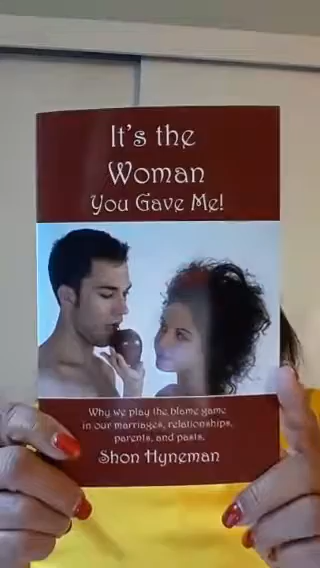 It's the
Woman
You Gave Me!
Why we play the blame game
in our marriages, relationships,
parents, and pasts.
Shon Hyneman